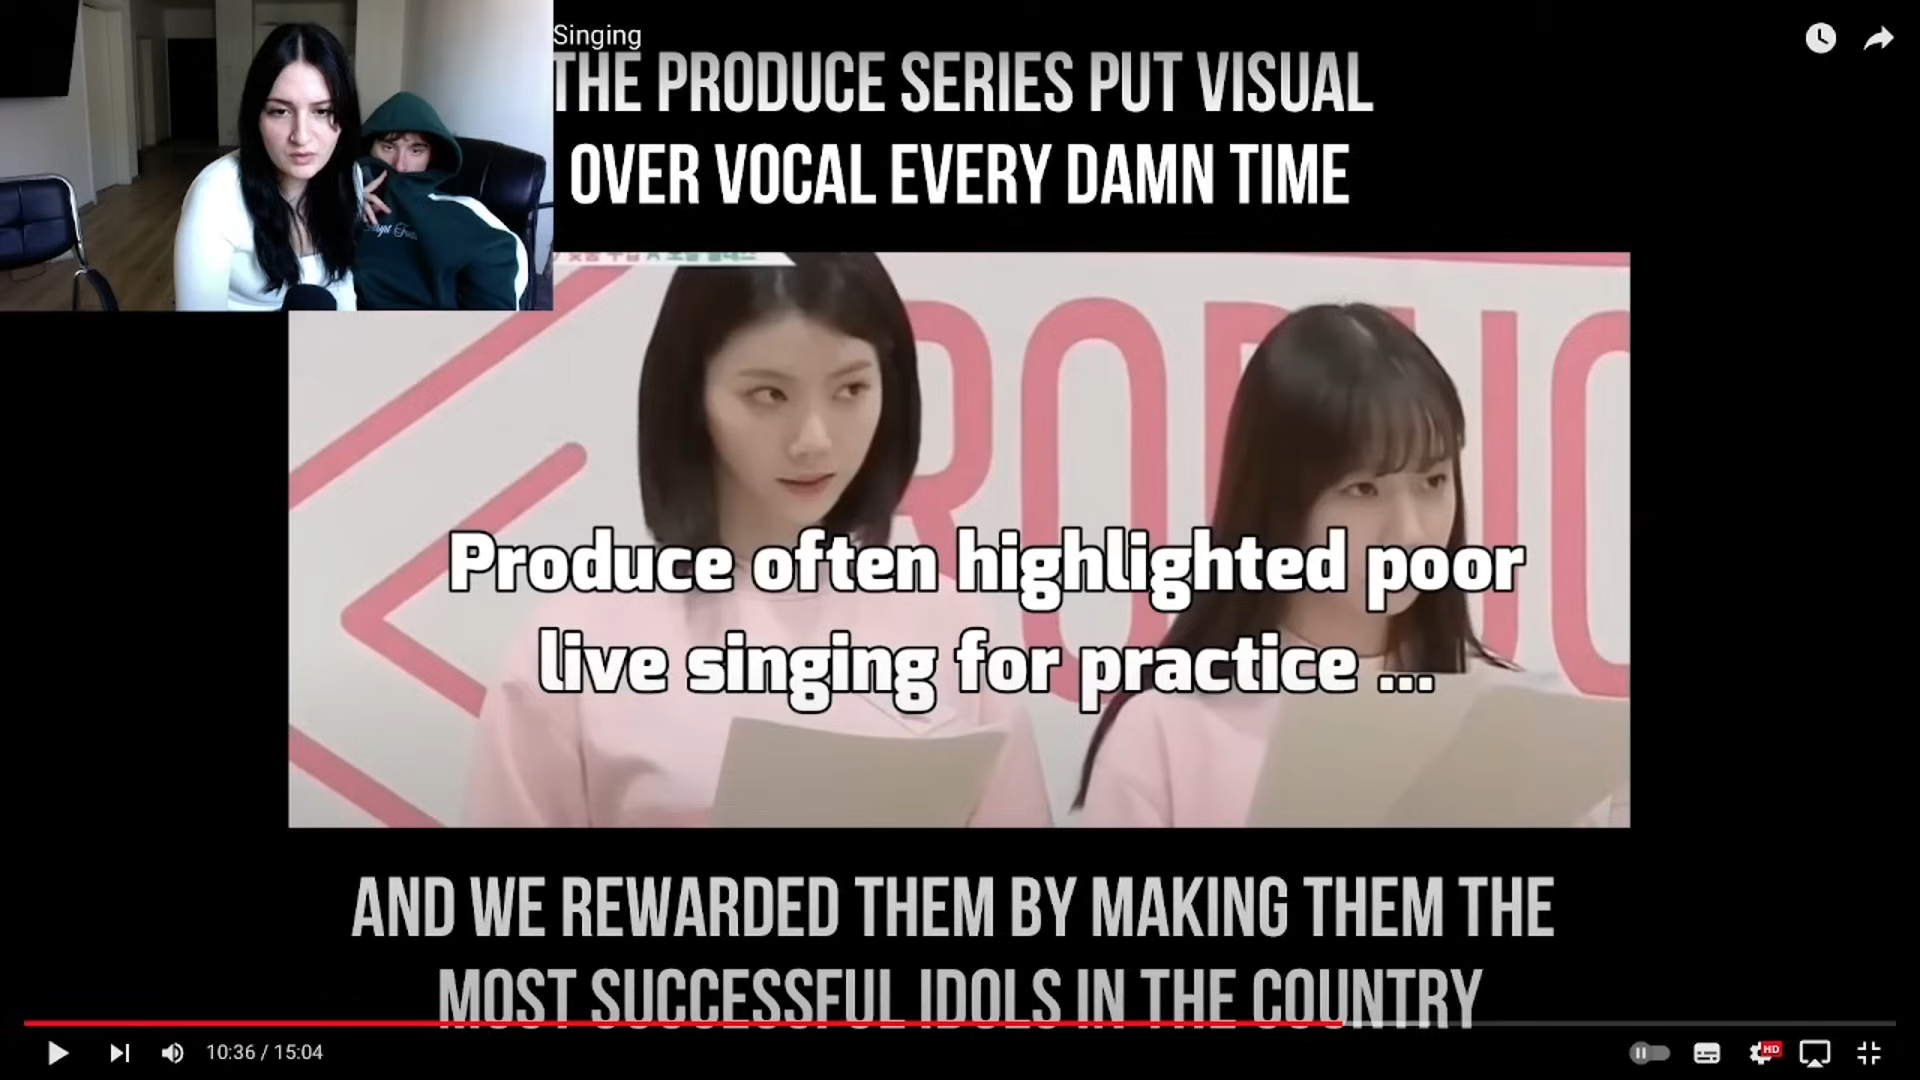 Singing
THE PRODUCE SERIES PUT VISUAL
OVER VOCAL EVERY DAMN TIME
Produce often highlighted poor
live singing for practice ...
AND WE REWARDED THEM BY MAKING THEM THE
MOST SUCCESSFUL IDOLS IN THE COUNTRY
10:36 / 15:04
HD